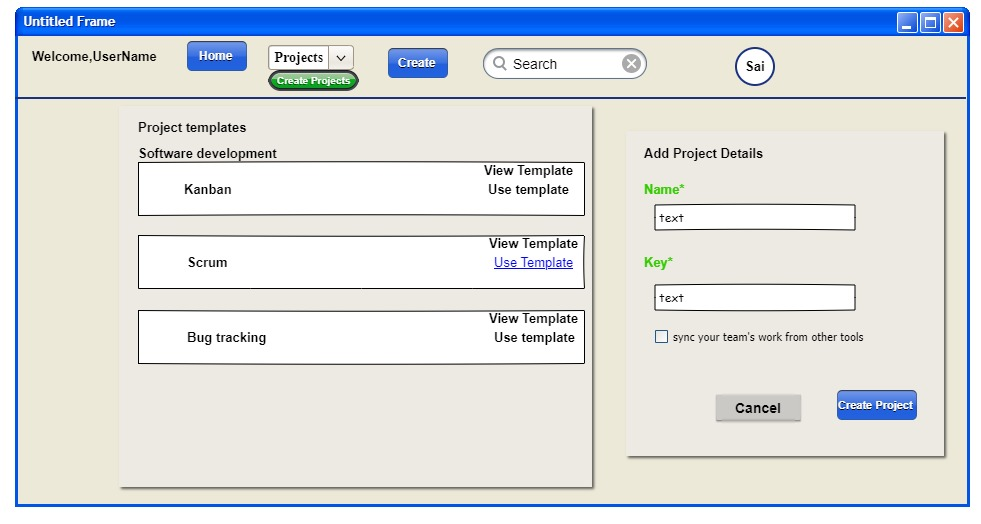 Untitled Frame
Welcome,UserName
Home
Projects
Create Projects
Create
Search
Sai
Project templates
Software development
View Template
Kanban
Use template
View Template
Scrum
Use Template
View Template
Bug tracking
Use template
Add Project Details
Name*
text
Key*
text
sync your team's work from other tools
Cancel
Create Project